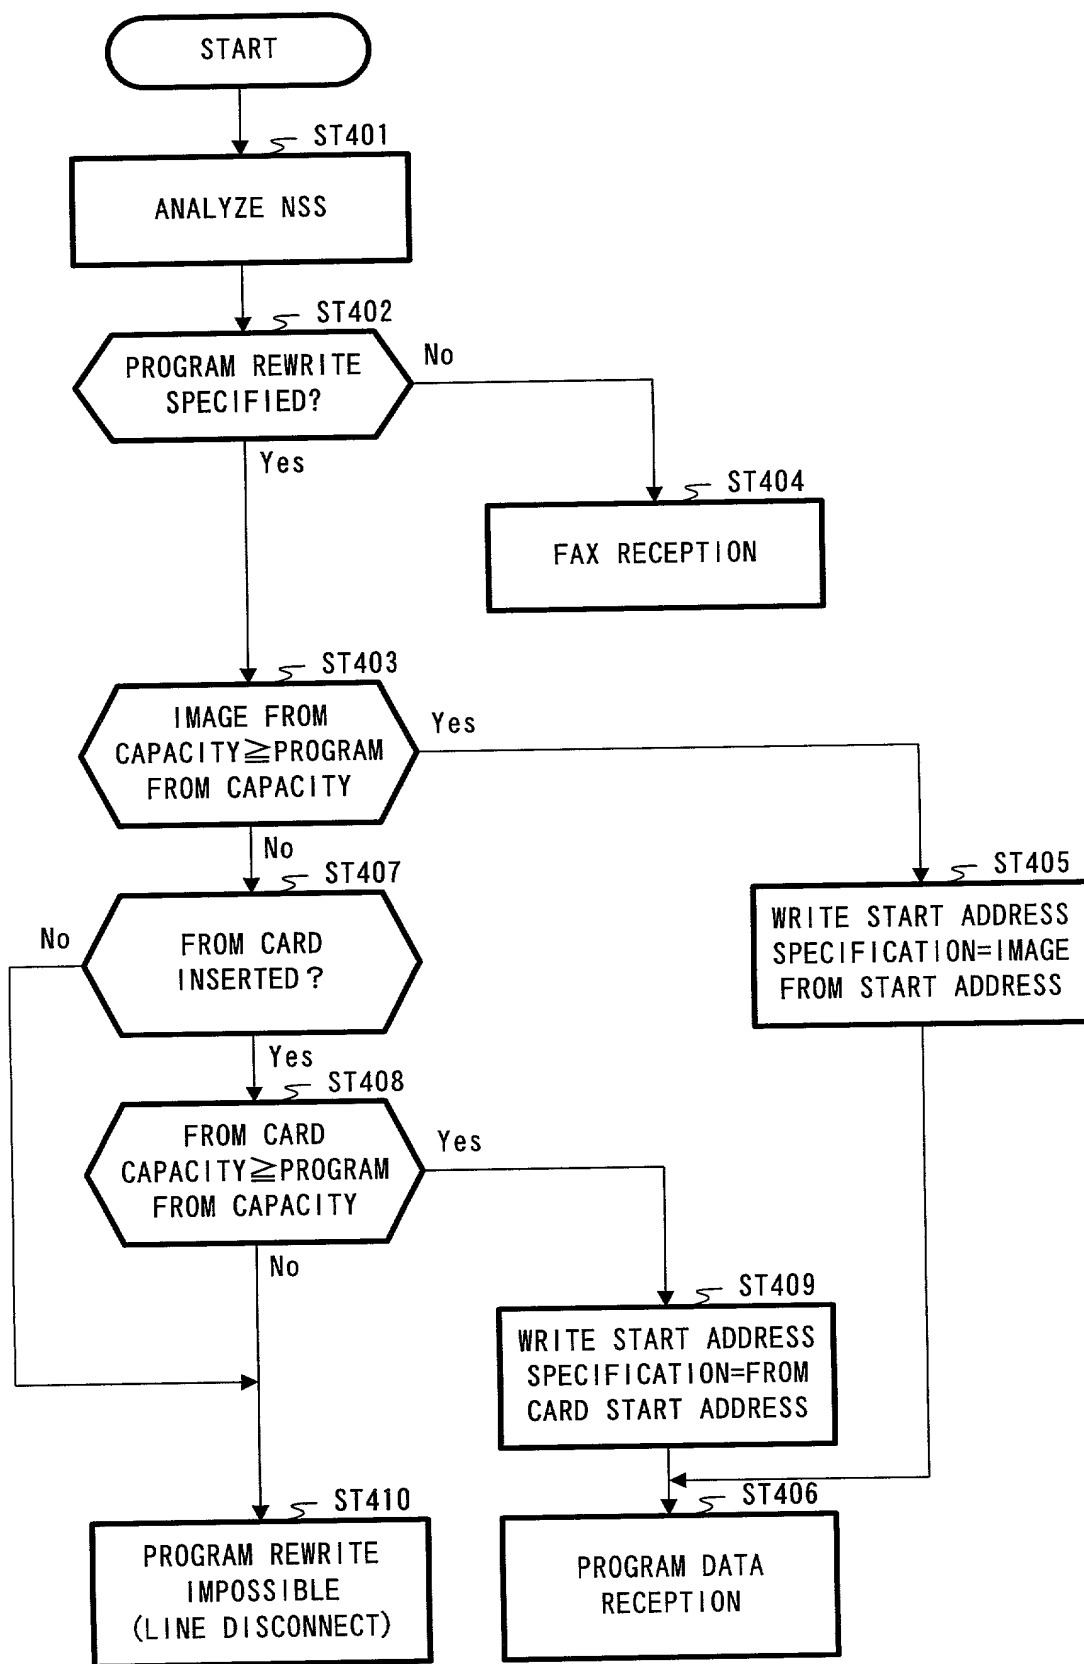 START
ST401
ANALYZE NSS
ST402
PROGRAM REWRITE
SPECIFIED?
No
Yes
ST404
FAX RECEPTION
ST403
IMAGE FROM
CAPACITY≧PROGRAM
FROM CAPACITY
Yes
No
ST407
FROM CARD
INSERTED?
No
Yes
ST405
WRITE START ADDRESS
SPECIFICATION=IMAGE
FROM START ADDRESS
ST408
FROM CARD
CAPACITY≧PROGRAM
FROM CAPACITY
Yes
No
ST409
WRITE START ADDRESS
SPECIFICATION=FROM
CARD START ADDRESS
ST410
PROGRAM REWRITE
IMPOSSIBLE
(LINE DISCONNECT)
ST406
PROGRAM DATA
RECEPTION